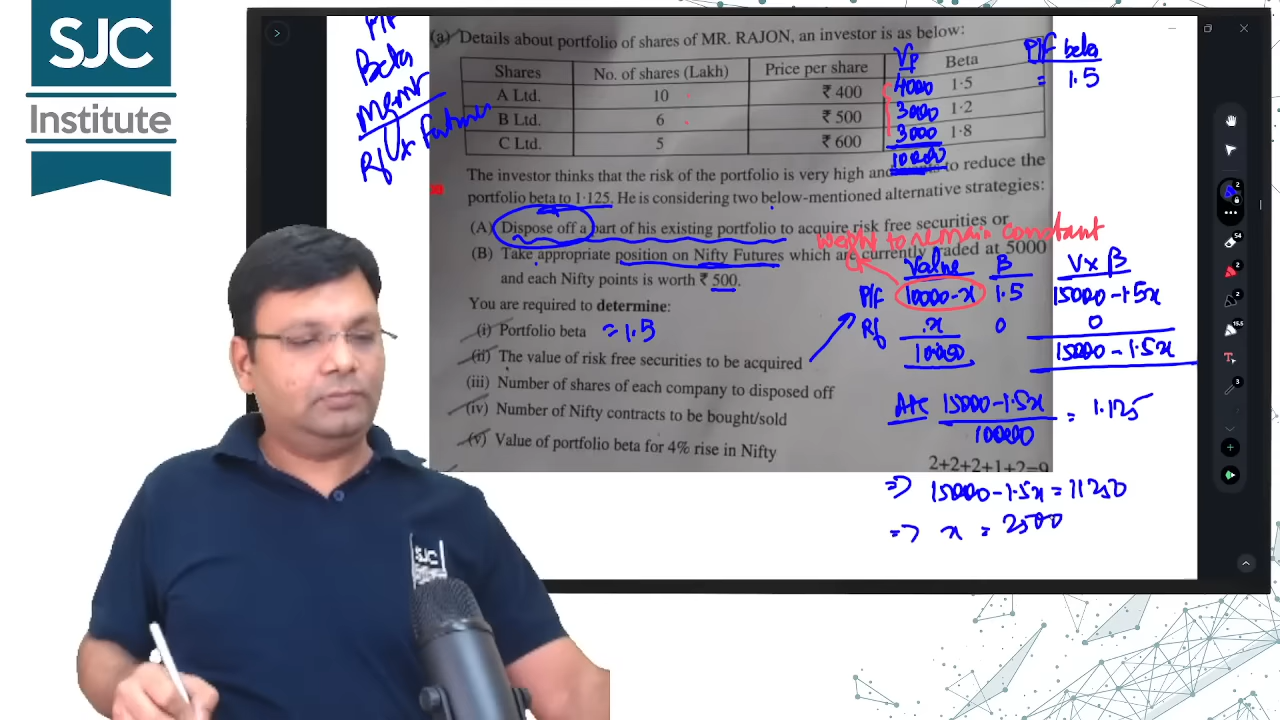 SJC
Institute
P/f
Beta
Memt
Rf Vx Futures
(a) Details about portfolio of shares of MR. RAJON, an investor is as below:
Shares No. of shares (Lakh) Price per share Beta
A Ltd. 10 ₹ 400 1·5
B Ltd. 6 ₹ 500 1·2
C Ltd. 5 ₹ 600 1·8
Vp
4000
3000
3000
10000
P/f beta
= 1.5
The investor thinks that the risk of the portfolio is very high and to reduce the
portfolio beta to 1·125. He is considering two below-mentioned alternative strategies:
(A) Dispose off a part of his existing portfolio to acquire risk free securities or
(B) Take appropriate position on Nifty Futures which are currently traded at 5000
and each Nifty points is worth ₹ 500.
You are required to determine:
(i) Portfolio beta = 1.5
(ii) The value of risk free securities to be acquired
(iii) Number of shares of each company to disposed off
(iv) Number of Nifty contracts to be bought/sold
(v) Value of portfolio beta for 4% rise in Nifty
2+2+2+1+2=9
weight to remain constant
Value β V x β
P/f 10000-x 1.5 15000-1.5x
Rf x 0 0
10000 15000-1.5x
ATC 15000-1.5x / 10000 = 1.125
=> 15000-1.5x = 11250
=> x = 2500
SJC